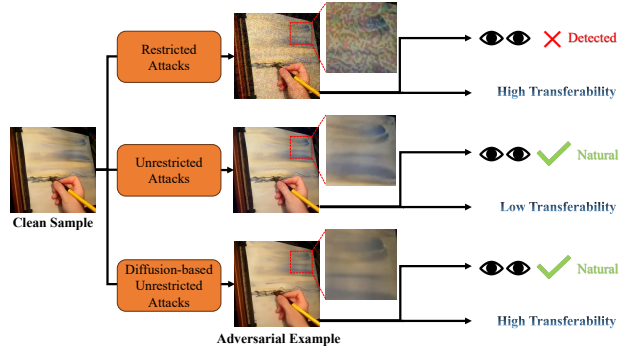 Restricted
Attacks
Detected
High Transferability
Unrestricted
Attacks
Natural
Low Transferability
Clean Sample
Diffusion-based
Unrestricted
Attacks
Natural
High Transferability
Adversarial Example